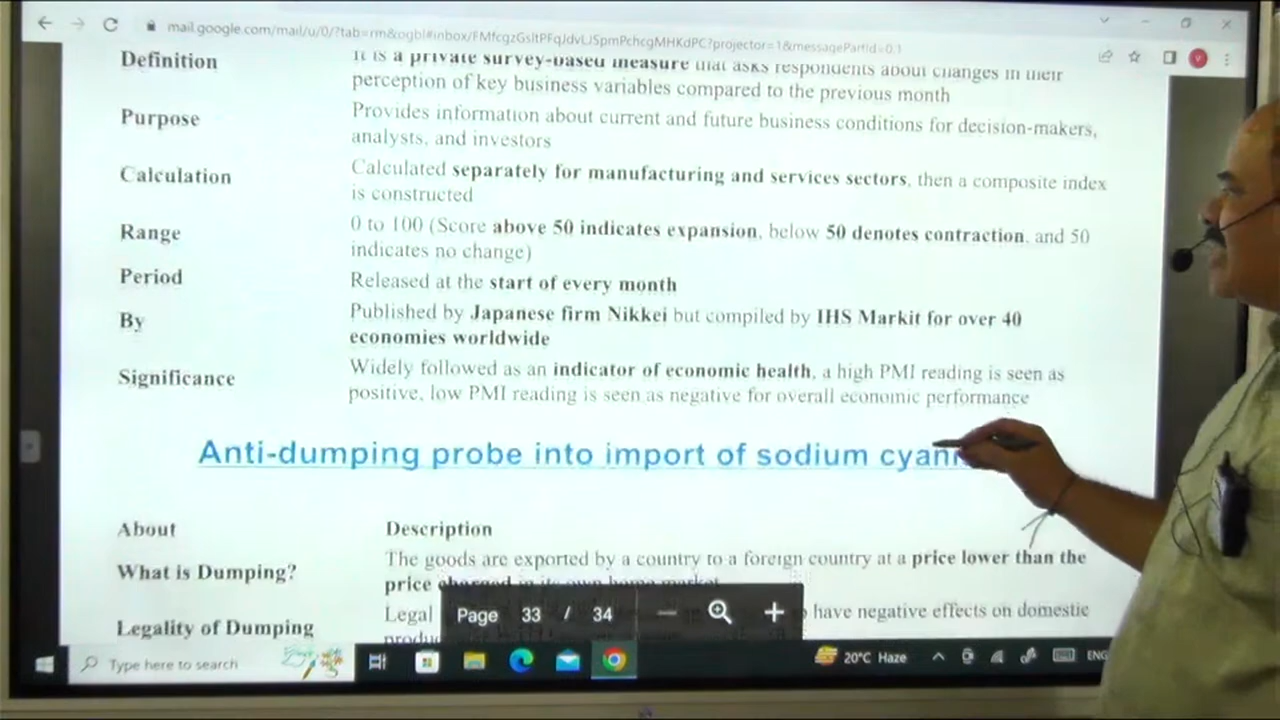 mail.google.com/mail/u/0/?tab=rm&ogbl#inbox/
Definition
It is a private survey-based measure that asks respondents about changes in their
perception of key business variables compared to the previous month
Purpose
Provides information about current and future business conditions for decision-makers,
analysts, and investors
Calculation
Calculated separately for manufacturing and services sectors, then a composite index
is constructed
Range
0 to 100 (Score above 50 indicates expansion, below 50 denotes contraction, and 50
indicates no change)
Period
Released at the start of every month
By
Published by Japanese firm Nikkei but compiled by IHS Markit for over 40
economies worldwide
Significance
Widely followed as an indicator of economic health, a high PMI reading is seen as
positive, low PMI reading is seen as negative for overall economic performance
Anti-dumping probe into import of sodium
About
Description
What is Dumping?
The goods are exported by a country to a foreign country at a price lower than the
price charged in its own home market
Legality of Dumping
Legal have negative effects on domestic
Page 33 / 34
Type here to search
20°C Haze
ENG